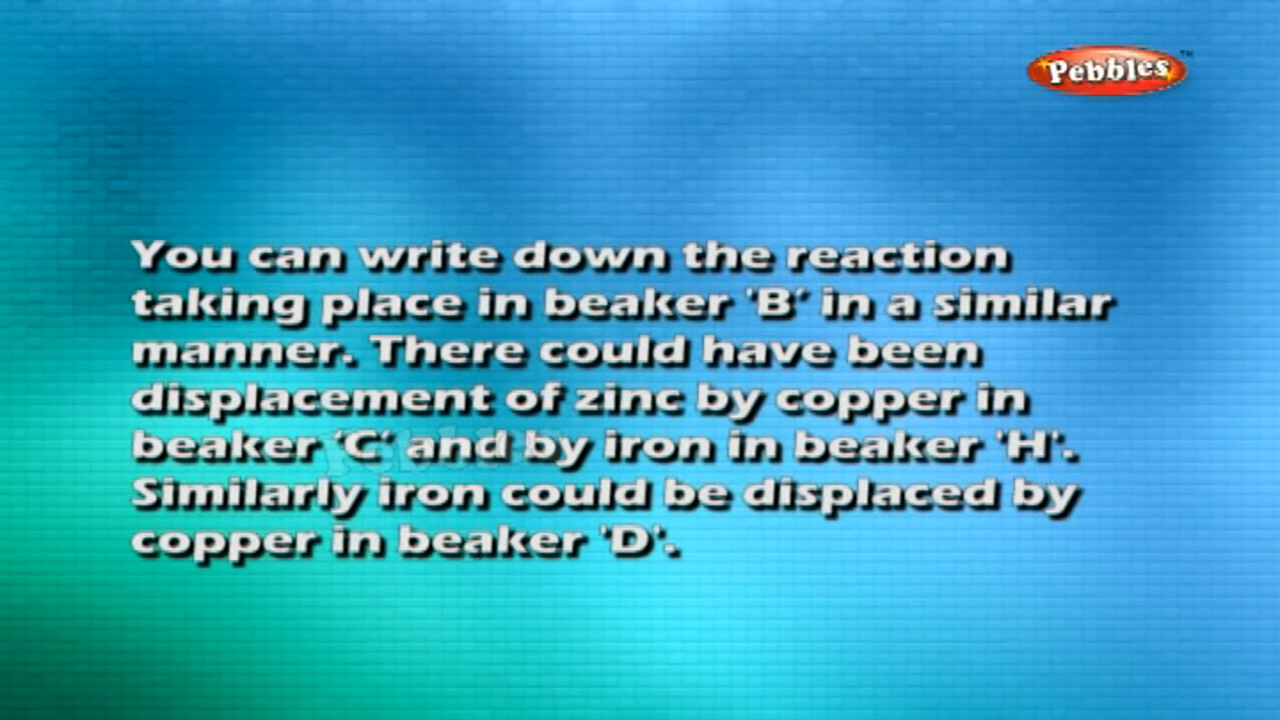 Pebbles™
You can write down the reaction
taking place in beaker 'B' in a similar
manner. There could have been
displacement of zinc by copper in
beaker 'C' and by iron in beaker 'H'.
Similarly iron could be displaced by
copper in beaker 'D'.
Pebbles